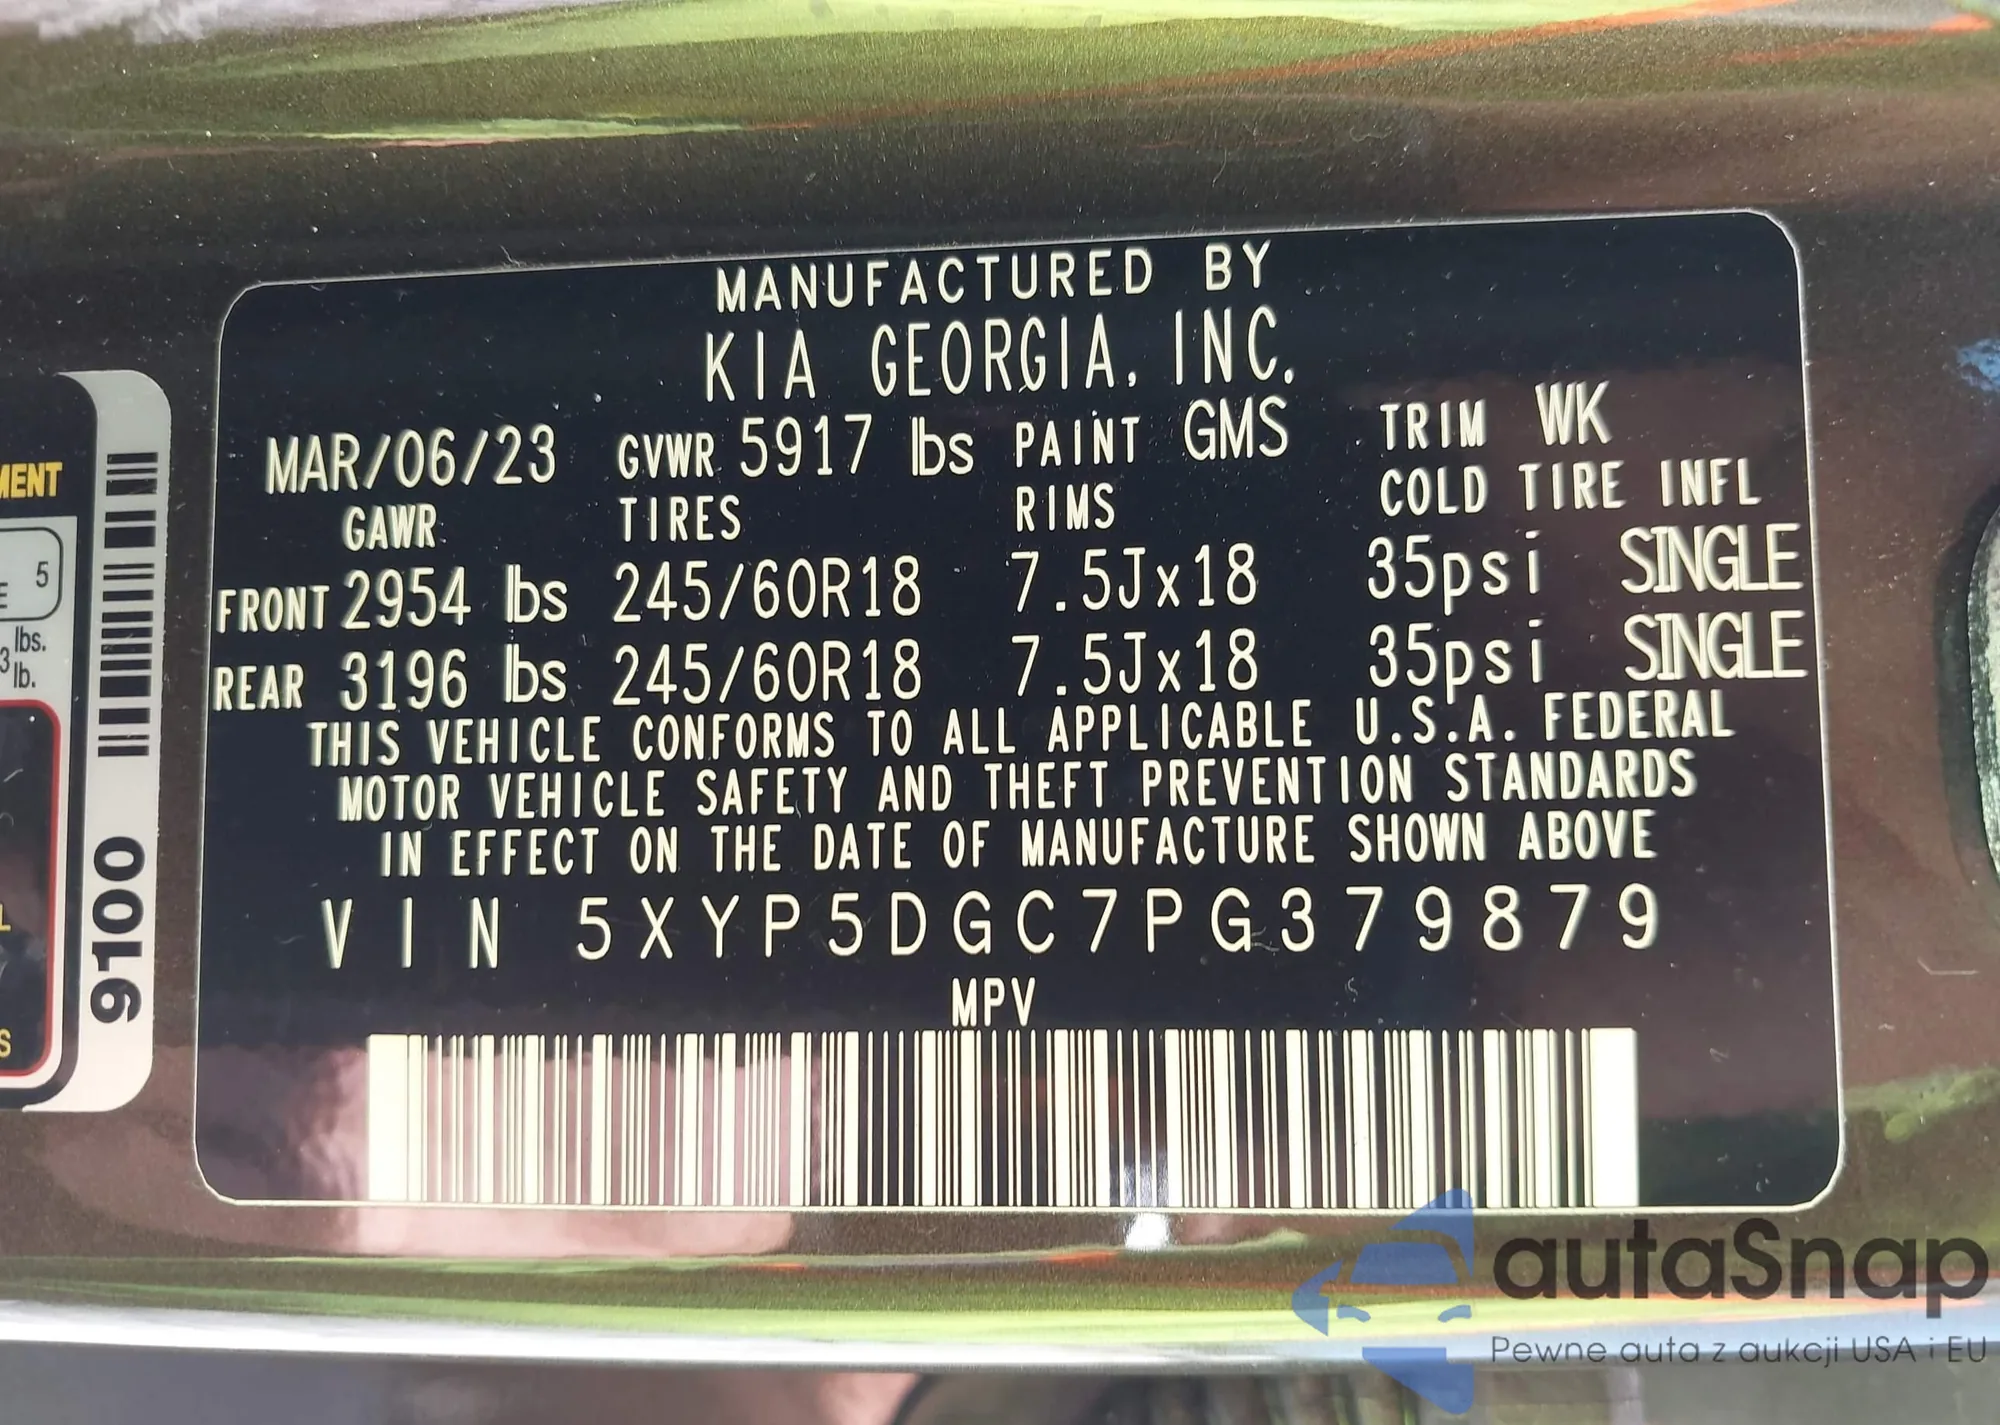 MANUFACTURED BY
KIA GEORGIA, INC.
MAR/06/23 GVWR 5917 lbs PAINT GMS TRIM WK
GAWR TIRES RIMS COLD TIRE INFL
FRONT 2954 lbs 245/60R18 7.5Jx18 35psi SINGLE
REAR 3196 lbs 245/60R18 7.5Jx18 35psi SINGLE
THIS VEHICLE CONFORMS TO ALL APPLICABLE U.S.A. FEDERAL
MOTOR VEHICLE SAFETY AND THEFT PREVENTION STANDARDS
IN EFFECT ON THE DATE OF MANUFACTURE SHOWN ABOVE
VIN 5XYP5DGC7PG379879
MPV
5
lbs.
lb.
9100
autaSnap
Pewne auta z aukcji USA i EU